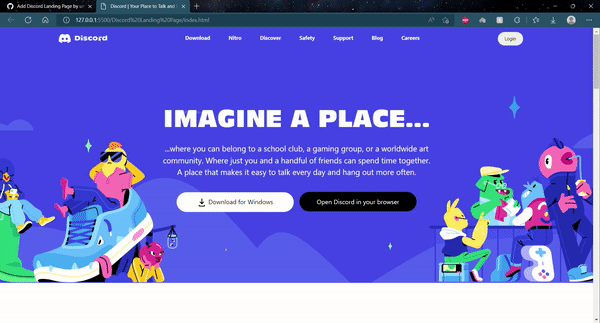 Add Discord Landing Page by ur
Discord | Your Place to Talk and
127.0.0.1:5500/Discord%20Landing%20Page/index.html
Discord
Download
Nitro
Discover
Safety
Support
Blog
Careers
Login
IMAGINE A PLACE...
...where you can belong to a school club, a gaming group, or a worldwide art
community. Where just you and a handful of friends can spend time together.
A place that makes it easy to talk every day and hang out more often.
Download for Windows
Open Discord in your browser